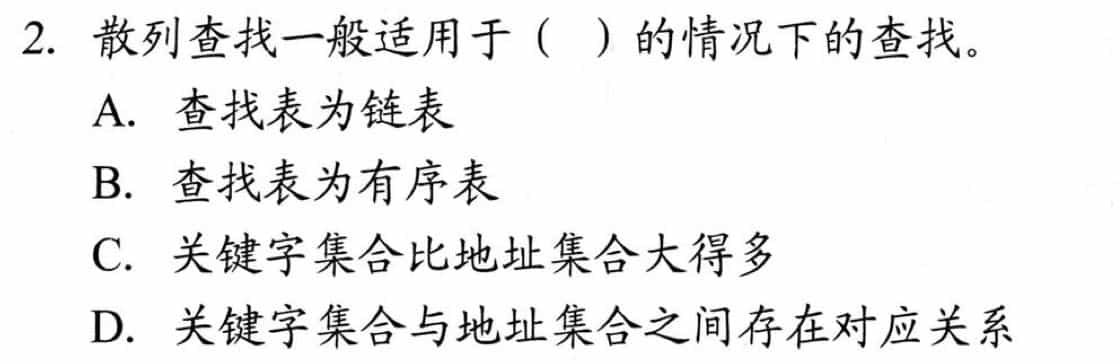 2. 散列查找一般适用于（ ）的情况下的查找。
A. 查找表为链表
B. 查找表为有序表
C. 关键字集合比地址集合大得多
D. 关键字集合与地址集合之间存在对应关系